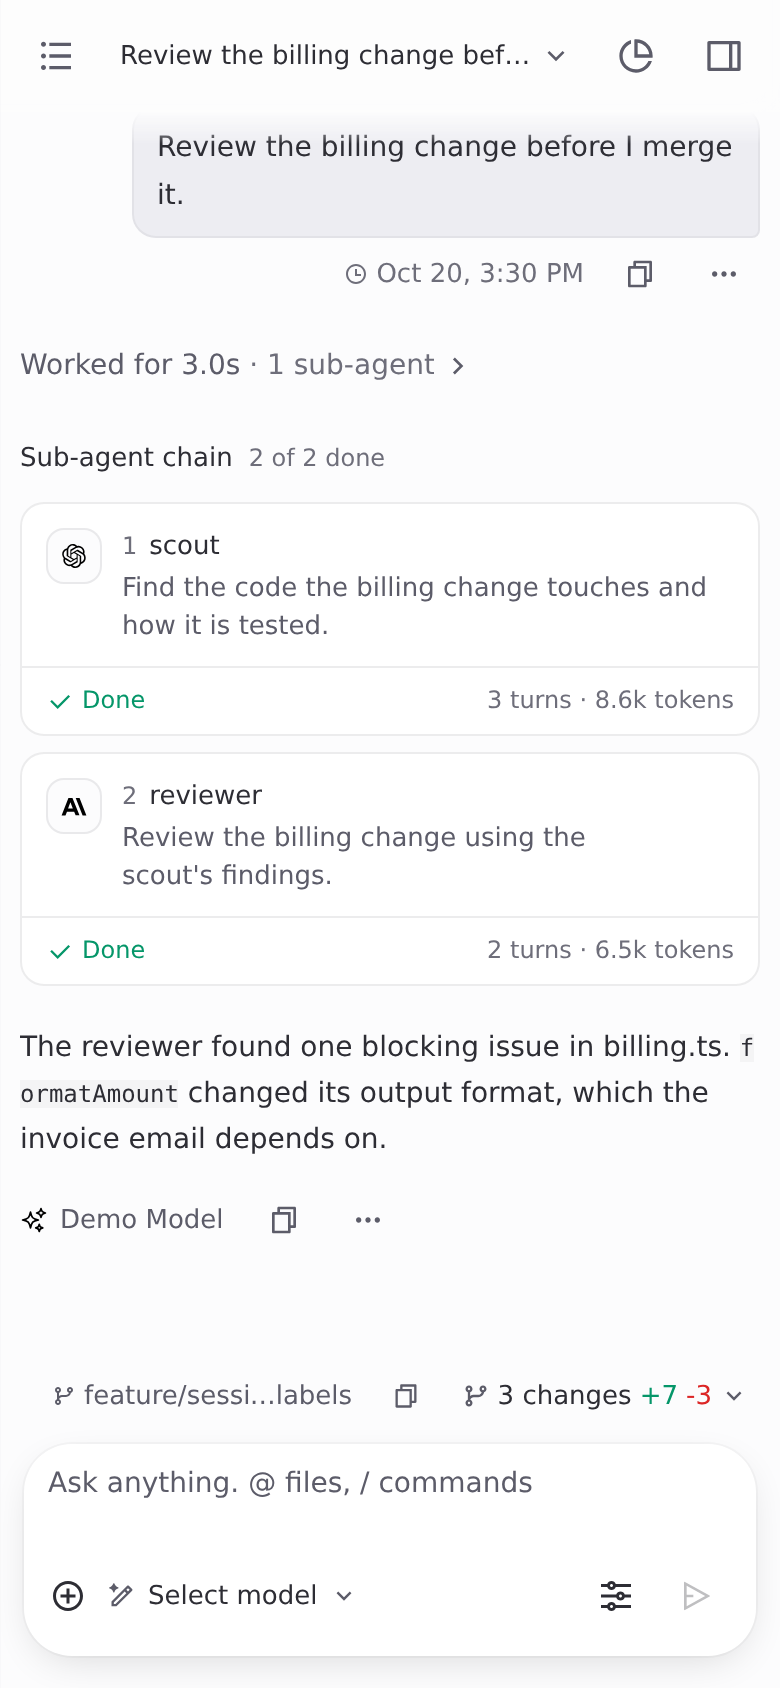 Review the billing change bef...
Review the billing change before I merge
it.
Oct 20, 3:30 PM
Worked for 3.0s · 1 sub-agent
Sub-agent chain 2 of 2 done
1 scout
Find the code the billing change touches and
how it is tested.
Done 3 turns · 8.6k tokens
2 reviewer
Review the billing change using the
scout's findings.
Done 2 turns · 6.5k tokens
The reviewer found one blocking issue in billing.ts. f
ormatAmount changed its output format, which the
invoice email depends on.
Demo Model
feature/sessi...labels 3 changes +7 -3
Ask anything. @ files, / commands
Select model